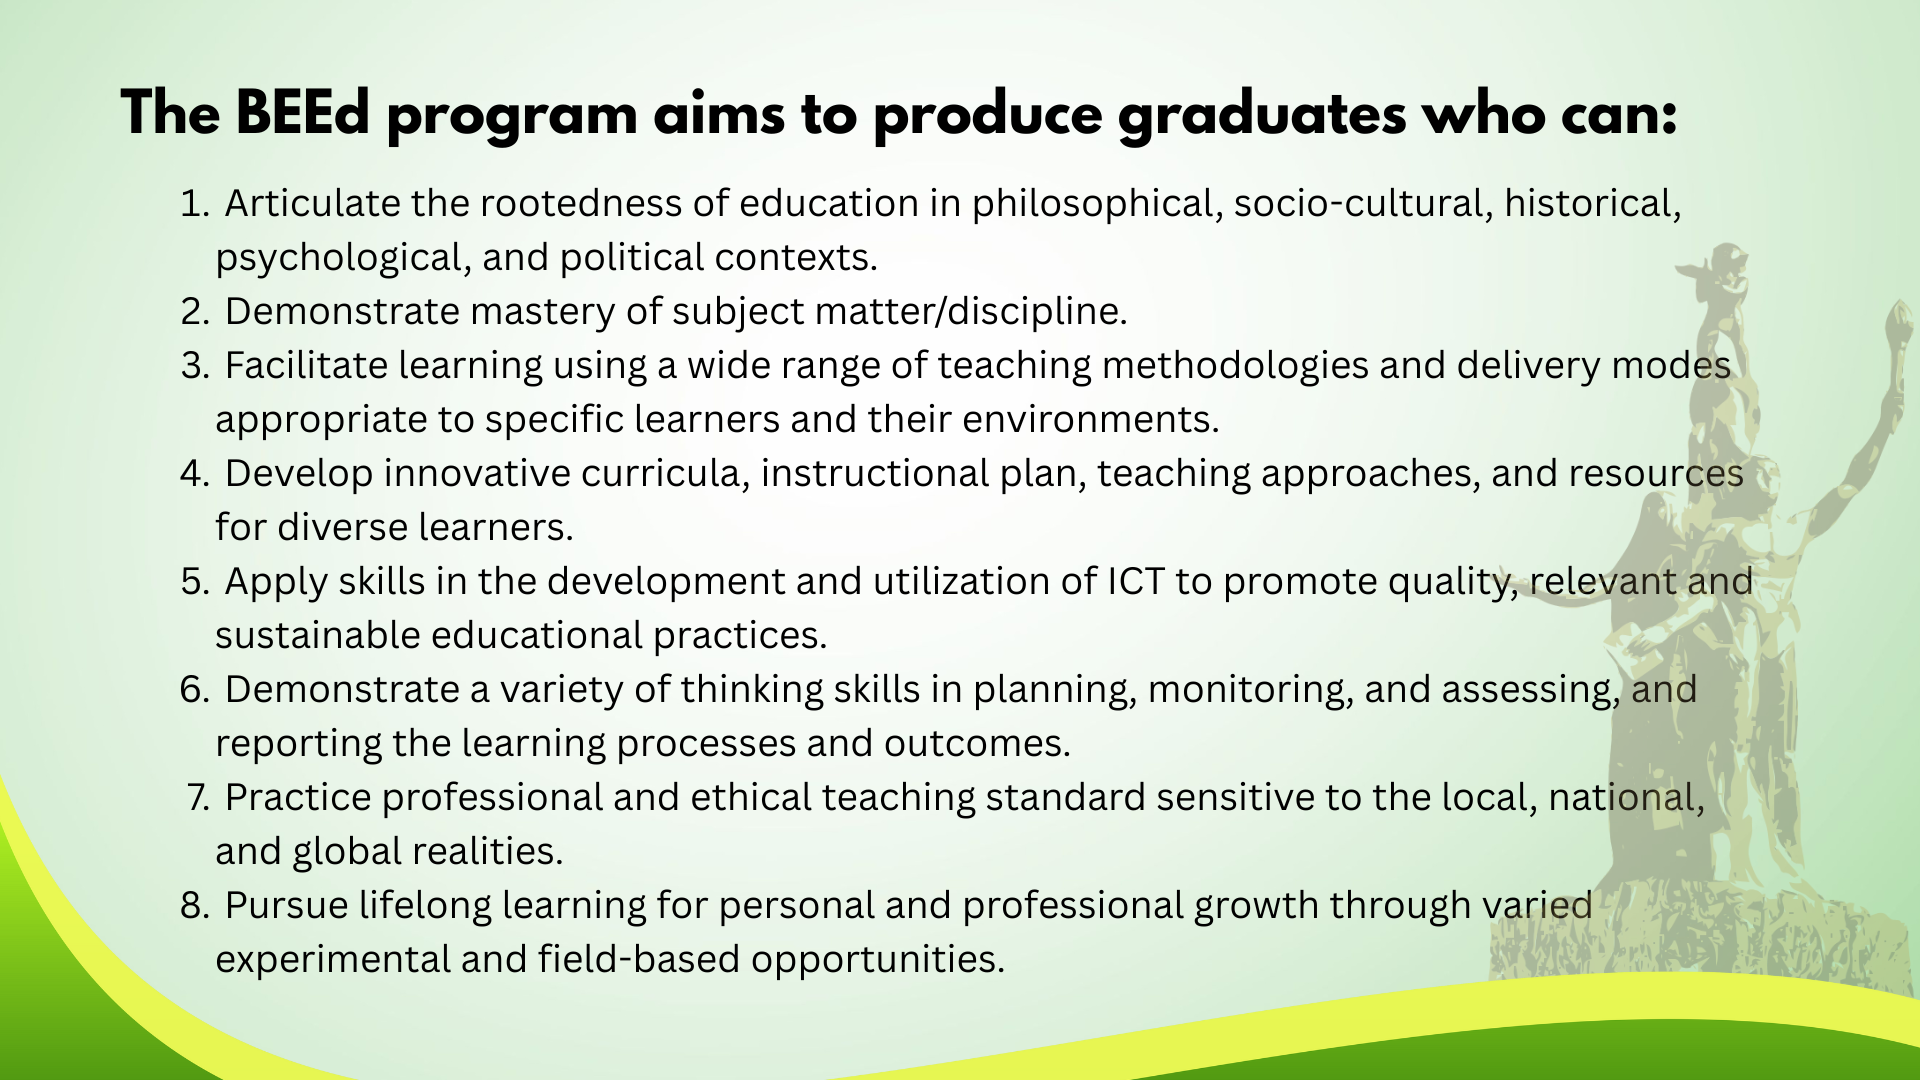 The BEEd program aims to produce graduates who can:
1. Articulate the rootedness of education in philosophical, socio-cultural, historical,
psychological, and political contexts.
2. Demonstrate mastery of subject matter/discipline.
3. Facilitate learning using a wide range of teaching methodologies and delivery modes
appropriate to specific learners and their environments.
4. Develop innovative curricula, instructional plan, teaching approaches, and resources
for diverse learners.
5. Apply skills in the development and utilization of ICT to promote quality, relevant and
sustainable educational practices.
6. Demonstrate a variety of thinking skills in planning, monitoring, and assessing, and
reporting the learning processes and outcomes.
7. Practice professional and ethical teaching standard sensitive to the local, national,
and global realities.
8. Pursue lifelong learning for personal and professional growth through varied
experimental and field-based opportunities.